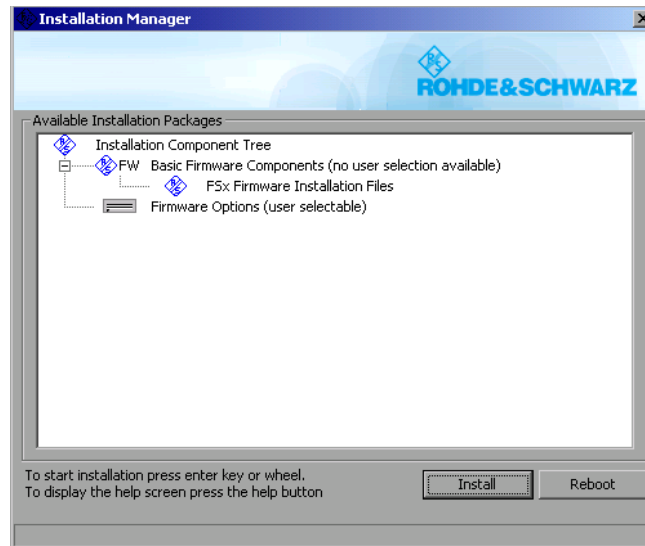 Installation Manager
R&S
ROHDE&SCHWARZ
Available Installation Packages
Installation Component Tree
FW Basic Firmware Components (no user selection available)
FSx Firmware Installation Files
Firmware Options (user selectable)
To start installation press enter key or wheel.
To display the help screen press the help button
Install
Reboot